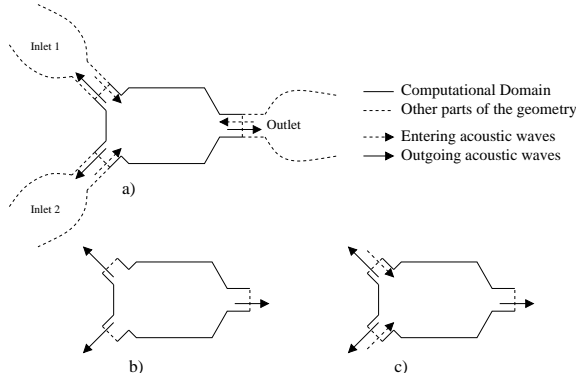 Inlet 1
Computational Domain
Other parts of the geometry
Entering acoustic waves
Outgoing acoustic waves
Outlet
Inlet 2
a)
b)
c)